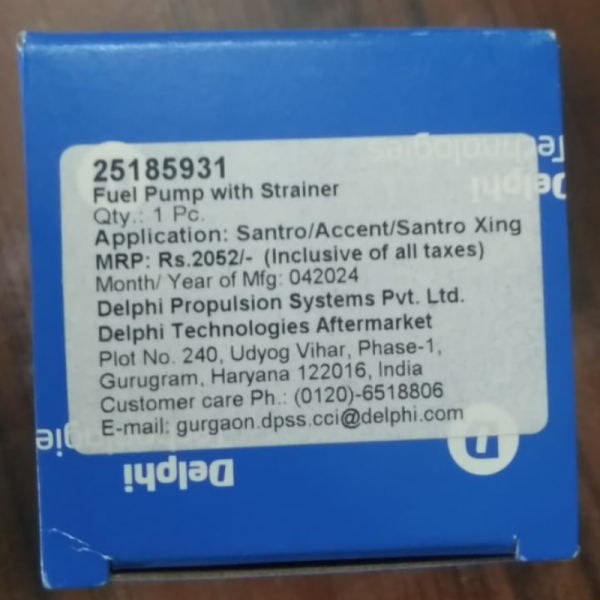 25185931
Fuel Pump with Strainer
Qty.: 1 Pc.
Application: Santro/Accent/Santro Xing
MRP: Rs.2052/- (Inclusive of all taxes)
Month/ Year of Mfg: 042024
Delphi Propulsion Systems Pvt. Ltd.
Delphi Technologies Aftermarket
Plot No. 240, Udyog Vihar, Phase-1,
Gurugram, Haryana 122016, India
Customer care Ph.: (0120)-6518806
E-mail: gurgaon.dpss.cci@delphi.com
Delphi
Technologies
Delphi